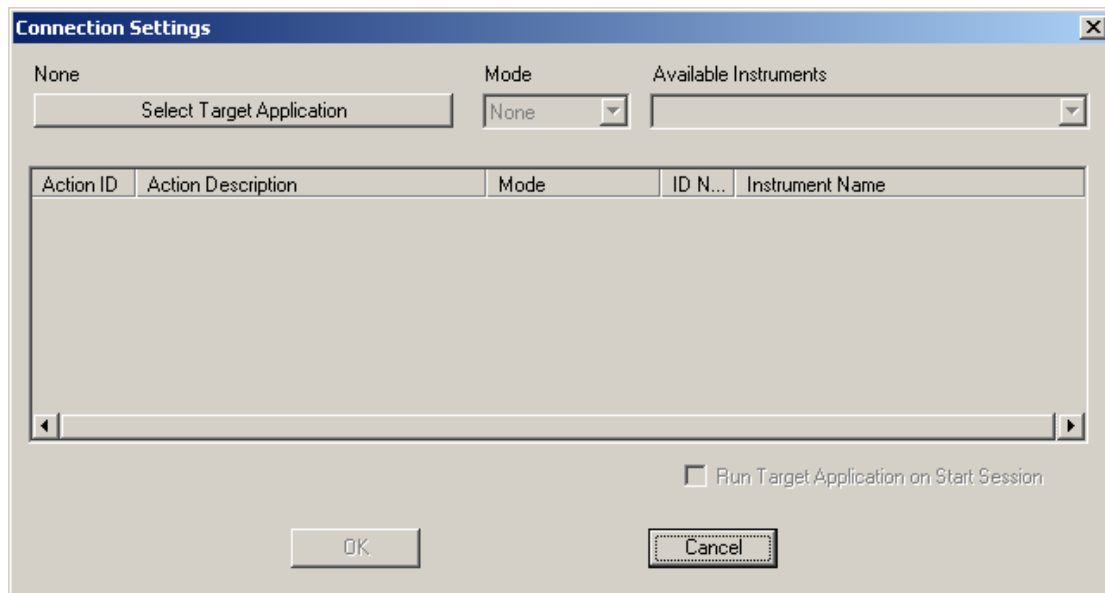 Connection Settings
None Mode Available Instruments
Select Target Application None
Action ID Action Description Mode ID N... Instrument Name
Run Target Application on Start Session
OK Cancel